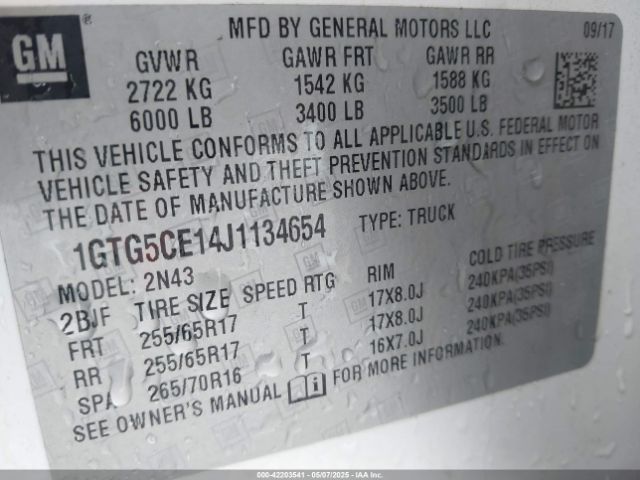 GM
MFD BY GENERAL MOTORS LLC 09/17
GVWR GAWR FRT GAWR RR
2722 KG 1542 KG 1588 KG
6000 LB 3400 LB 3500 LB
THIS VEHICLE CONFORMS TO ALL APPLICABLE U.S. FEDERAL MOTOR
VEHICLE SAFETY AND THEFT PREVENTION STANDARDS IN EFFECT ON
THE DATE OF MANUFACTURE SHOWN ABOVE.
1GTG5CE14J1134654 TYPE: TRUCK
MODEL: 2N43
2BJF TIRE SIZE SPEED RTG RIM COLD TIRE PRESSURE
FRT 255/65R17 T 17X8.0J 240KPA(35PSI)
RR 255/65R17 T 17X8.0J 240KPA(35PSI)
SPA 265/70R16 T 16X7.0J 240KPA(35PSI)
SEE OWNER'S MANUAL FOR MORE INFORMATION.
000-42203541 - 05/07/2025 - COPYRIGHT IAA, LLC.